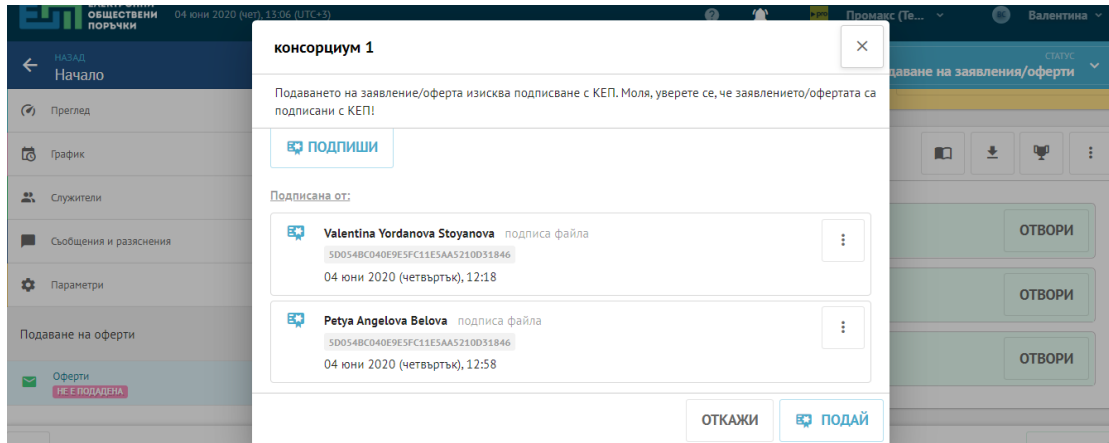 ЕЛЕКТРОННИ
ОБЩЕСТВЕНИ
ПОРЪЧКИ
04 юни 2020 (чет), 13:06 (UTC+3)
Промакс (Те...
Валентина
НАЗАД
Начало
СТАТУС
даване на заявления/оферти
Преглед
График
Служители
Съобщения и разяснения
Параметри
Подаване на оферти
Оферти
НЕ Е ПОДАДЕНА
консорциум 1
Подаването на заявление/оферта изисква подписване с КЕП. Моля, уверете се, че заявлението/офертата са
подписани с КЕП!
ПОДПИШИ
Подписана от:
Valentina Yordanova Stoyanova подписа файла
5D054BC040E9E5FC11E5AA5210D31846
04 юни 2020 (четвъртък), 12:18
Petya Angelova Belova подписа файла
5D054BC040E9E5FC11E5AA5210D31846
04 юни 2020 (четвъртък), 12:58
ОТКАЖИ
ПОДАЙ
ОТВОРИ
ОТВОРИ
ОТВОРИ